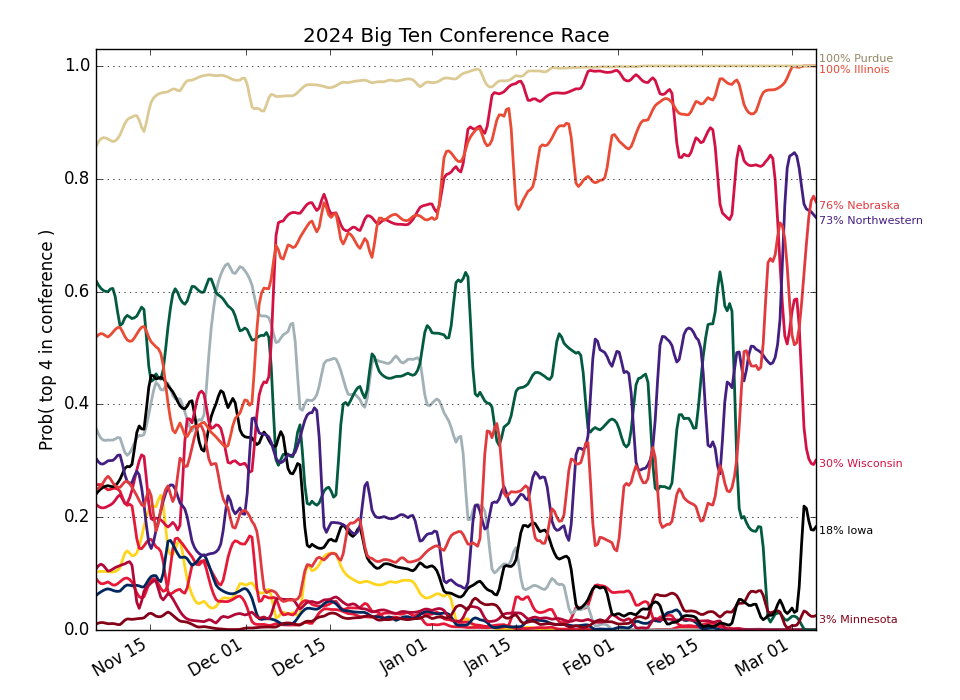 2024 Big Ten Conference Race
Prob( top 4 in conference )
1.0
0.8
0.6
0.4
0.2
0.0
Nov 15
Dec 01
Dec 15
Jan 01
Jan 15
Feb 01
Feb 15
Mar 01
100% Purdue
100% Illinois
76% Nebraska
73% Northwestern
30% Wisconsin
18% Iowa
3% Minnesota